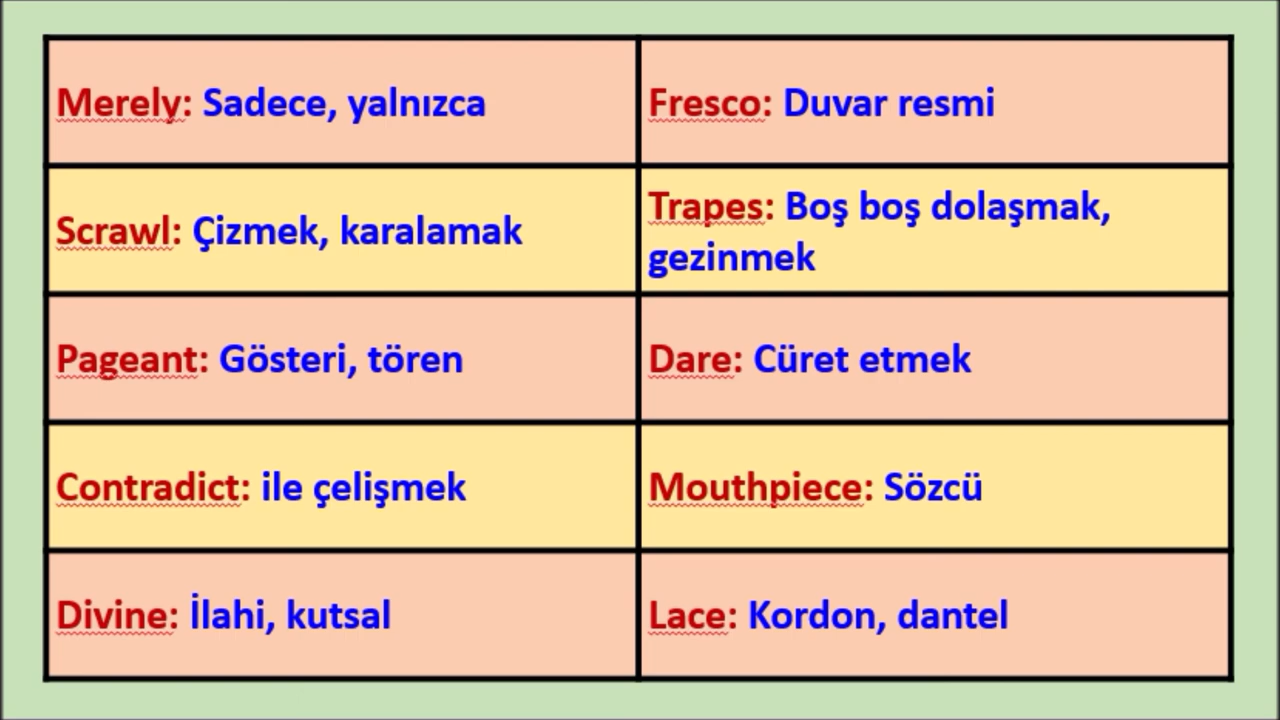 Merely: Sadece, yalnızca
Fresco: Duvar resmi
Scrawl: Çizmek, karalamak
Trapes: Boş boş dolaşmak,
gezinmek
Pageant: Gösteri, tören
Dare: Cüret etmek
Contradict: ile çelişmek
Mouthpiece: Sözcü
Divine: İlahi, kutsal
Lace: Kordon, dantel